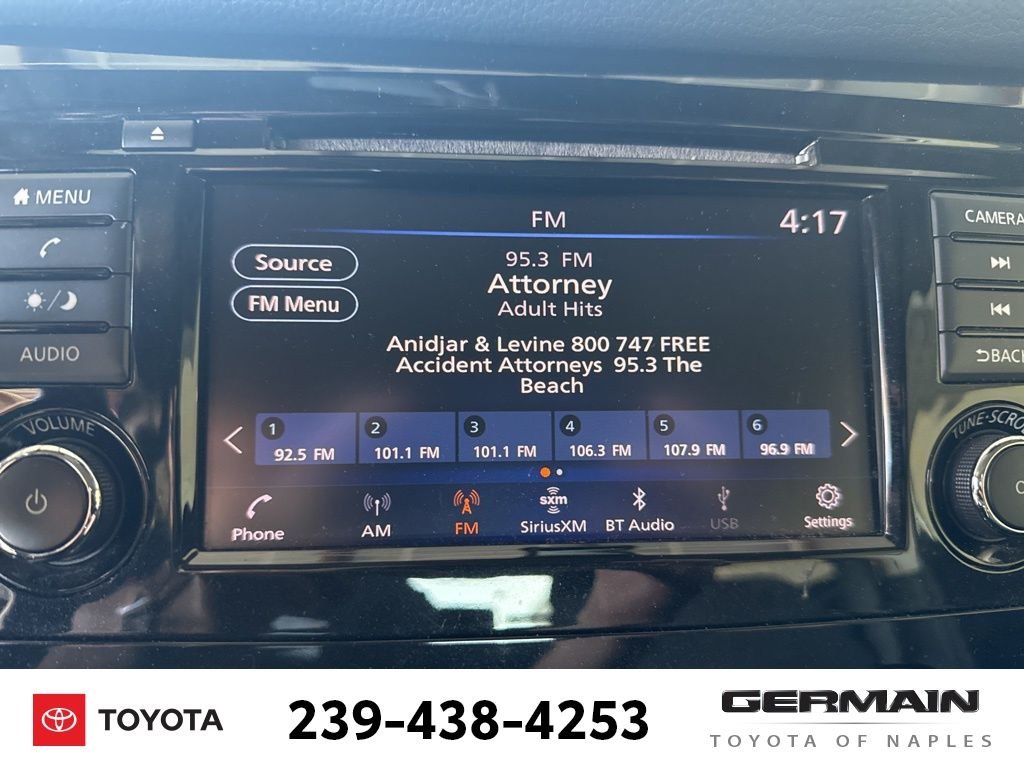 MENU
AUDIO
VOLUME
FM
4:17
Source
FM Menu
95.3 FM
Attorney
Adult Hits
Anidjar & Levine 800 747 FREE
Accident Attorneys 95.3 The
Beach
1
92.5 FM
2
101.1 FM
3
101.1 FM
4
106.3 FM
5
107.9 FM
6
96.9 FM
Phone
AM
FM
sxm
SiriusXM
BT Audio
USB
Settings
CAMERA
BACK
TUNE·SCRO
TOYOTA
239-438-4253
GERMAIN
TOYOTA OF NAPLES